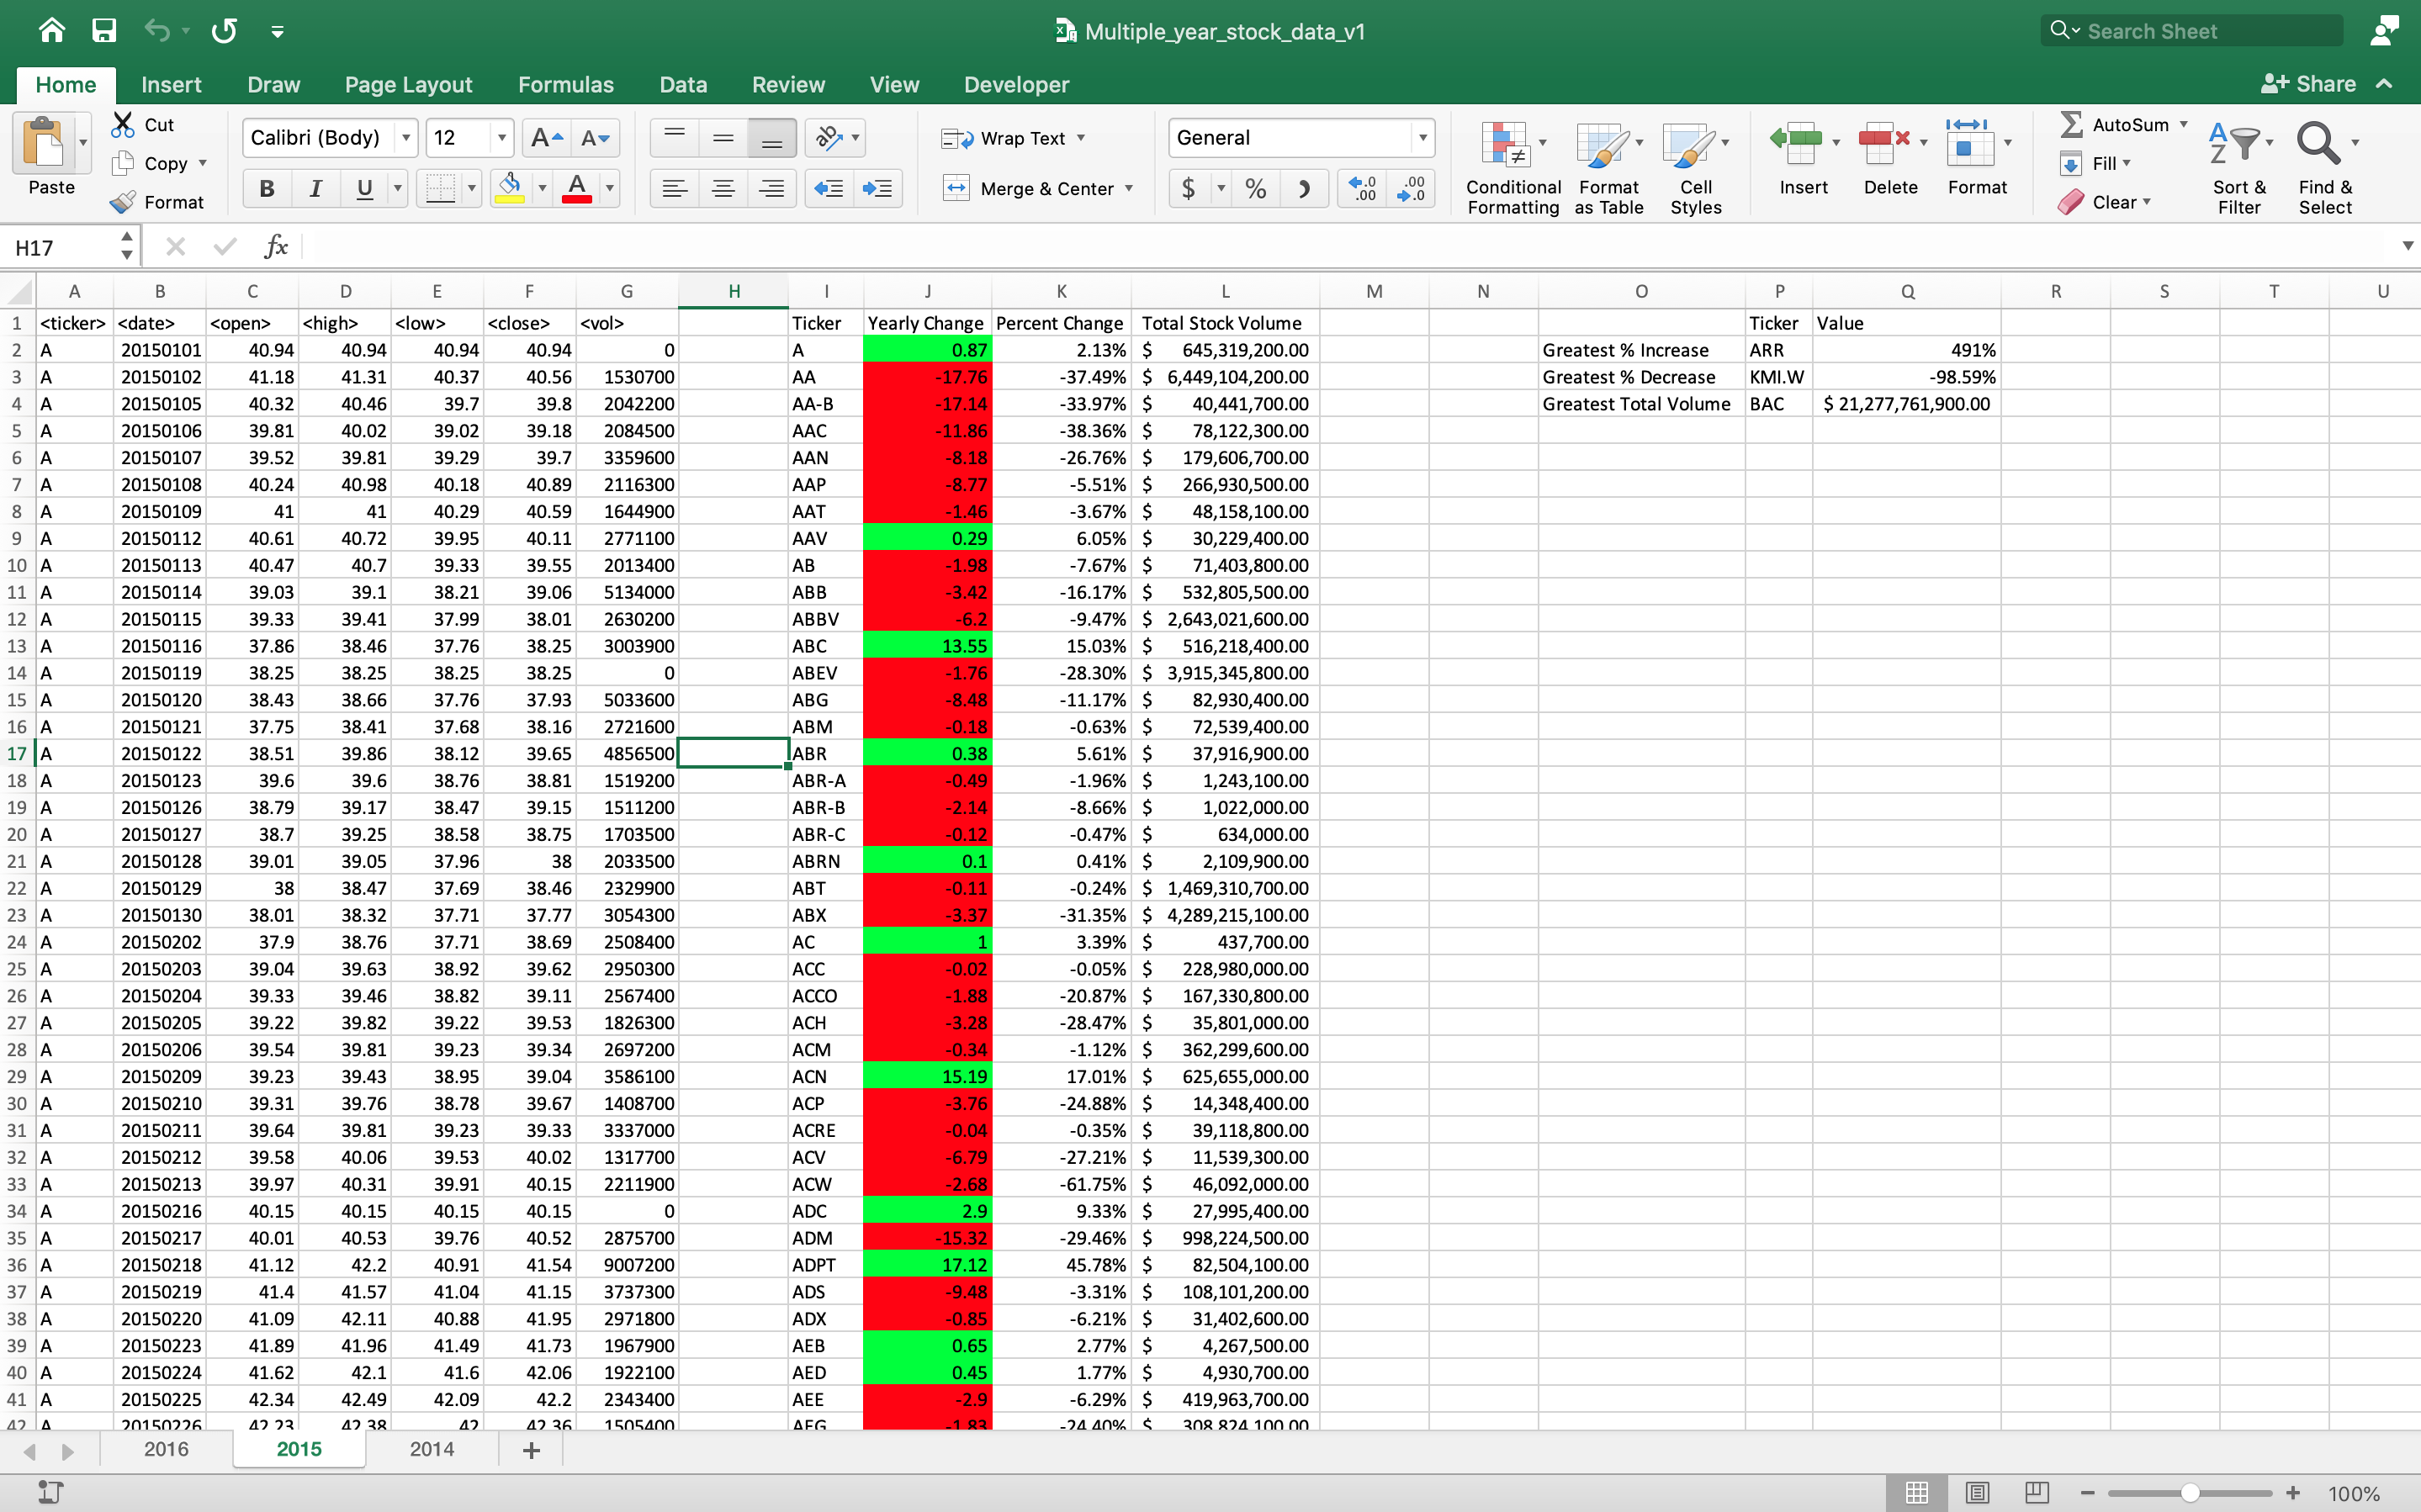 Multiple_year_stock_data_v1
Search Sheet
Home Insert Draw Page Layout Formulas Data Review View Developer Share
Paste Cut Copy Format
Calibri (Body) 12 A A
B I U A
Wrap Text
Merge & Center
General
$ % .0 .00 .00 .0
Conditional Formatting
Format as Table
Cell Styles
Insert Delete Format
AutoSum
Fill
Clear
Sort & Filter
Find & Select
H17 fx
A B C D E F G H I J K L M N O P Q R S T U
1 <ticker> <date> <open> <high> <low> <close> <vol> Ticker Yearly Change Percent Change Total Stock Volume Ticker Value
2 A 20150101 40.94 40.94 40.94 40.94 0 A 0.87 2.13% $ 645,319,200.00 Greatest % Increase ARR 491%
3 A 20150102 41.18 41.31 40.37 40.56 1530700 AA -17.76 -37.49% $ 6,449,104,200.00 Greatest % Decrease KMI.W -98.59%
4 A 20150105 40.32 40.46 39.7 39.8 2042200 AA-B -17.14 -33.97% $ 40,441,700.00 Greatest Total Volume BAC $ 21,277,761,900.00
5 A 20150106 39.81 40.02 39.02 39.18 2084500 AAC -11.86 -38.36% $ 78,122,300.00
6 A 20150107 39.52 39.81 39.29 39.7 3359600 AAN -8.18 -26.76% $ 179,606,700.00
7 A 20150108 40.24 40.98 40.18 40.89 2116300 AAP -8.77 -5.51% $ 266,930,500.00
8 A 20150109 41 41 40.29 40.59 1644900 AAT -1.46 -3.67% $ 48,158,100.00
9 A 20150112 40.61 40.72 39.95 40.11 2771100 AAV 0.29 6.05% $ 30,229,400.00
10 A 20150113 40.47 40.7 39.33 39.55 2013400 AB -1.98 -7.67% $ 71,403,800.00
11 A 20150114 39.03 39.1 38.21 39.06 5134000 ABB -3.42 -16.17% $ 532,805,500.00
12 A 20150115 39.33 39.41 37.99 38.01 2630200 ABBV -6.2 -9.47% $ 2,643,021,600.00
13 A 20150116 37.86 38.46 37.76 38.25 3003900 ABC 13.55 15.03% $ 516,218,400.00
14 A 20150119 38.25 38.25 38.25 38.25 0 ABEV -1.76 -28.30% $ 3,915,345,800.00
15 A 20150120 38.43 38.66 37.76 37.93 5033600 ABG -8.48 -11.17% $ 82,930,400.00
16 A 20150121 37.75 38.41 37.68 38.16 2721600 ABM -0.18 -0.63% $ 72,539,400.00
17 A 20150122 38.51 39.86 38.12 39.65 4856500 ABR 0.38 5.61% $ 37,916,900.00
18 A 20150123 39.6 39.6 38.76 38.81 1519200 ABR-A -0.49 -1.96% $ 1,243,100.00
19 A 20150126 38.79 39.17 38.47 39.15 1511200 ABR-B -2.14 -8.66% $ 1,022,000.00
20 A 20150127 38.7 39.25 38.58 38.75 1703500 ABR-C -0.12 -0.47% $ 634,000.00
21 A 20150128 39.01 39.05 37.96 38 2033500 ABRN 0.1 0.41% $ 2,109,900.00
22 A 20150129 38 38.47 37.69 38.46 2329900 ABT -0.11 -0.24% $ 1,469,310,700.00
23 A 20150130 38.01 38.32 37.71 37.77 3054300 ABX -3.37 -31.35% $ 4,289,215,100.00
24 A 20150202 37.9 38.76 37.71 38.69 2508400 AC 1 3.39% $ 437,700.00
25 A 20150203 39.04 39.63 38.92 39.62 2950300 ACC -0.02 -0.05% $ 228,980,000.00
26 A 20150204 39.33 39.46 38.82 39.11 2567400 ACCO -1.88 -20.87% $ 167,330,800.00
27 A 20150205 39.22 39.82 39.22 39.53 1826300 ACH -3.28 -28.47% $ 35,801,000.00
28 A 20150206 39.54 39.81 39.23 39.34 2697200 ACM -0.34 -1.12% $ 362,299,600.00
29 A 20150209 39.23 39.43 38.95 39.04 3586100 ACN 15.19 17.01% $ 625,655,000.00
30 A 20150210 39.31 39.76 38.78 39.67 1408700 ACP -3.76 -24.88% $ 14,348,400.00
31 A 20150211 39.64 39.81 39.23 39.33 3337000 ACRE -0.04 -0.35% $ 39,118,800.00
32 A 20150212 39.58 40.06 39.53 40.02 1317700 ACV -6.79 -27.21% $ 11,539,300.00
33 A 20150213 39.97 40.31 39.91 40.15 2211900 ACW -2.68 -61.75% $ 46,092,000.00
34 A 20150216 40.15 40.15 40.15 40.15 0 ADC 2.9 9.33% $ 27,995,400.00
35 A 20150217 40.01 40.53 39.76 40.52 2875700 ADM -15.32 -29.46% $ 998,224,500.00
36 A 20150218 41.12 42.2 40.91 41.54 9007200 ADPT 17.12 45.78% $ 82,504,100.00
37 A 20150219 41.4 41.57 41.04 41.15 3737300 ADS -9.48 -3.31% $ 108,101,200.00
38 A 20150220 41.09 42.11 40.88 41.95 2971800 ADX -0.85 -6.21% $ 31,402,600.00
39 A 20150223 41.89 41.96 41.49 41.73 1967900 AEB 0.65 2.77% $ 4,267,500.00
40 A 20150224 41.62 42.1 41.6 42.06 1922100 AED 0.45 1.77% $ 4,930,700.00
41 A 20150225 42.34 42.49 42.09 42.2 2343400 AEE -2.9 -6.29% $ 419,963,700.00
42 A 20150226 42.23 42.38 42 42.36 1505400 AEG -1.83 -24.40% $ 308,824,100.00
2016 2015 2014
100%